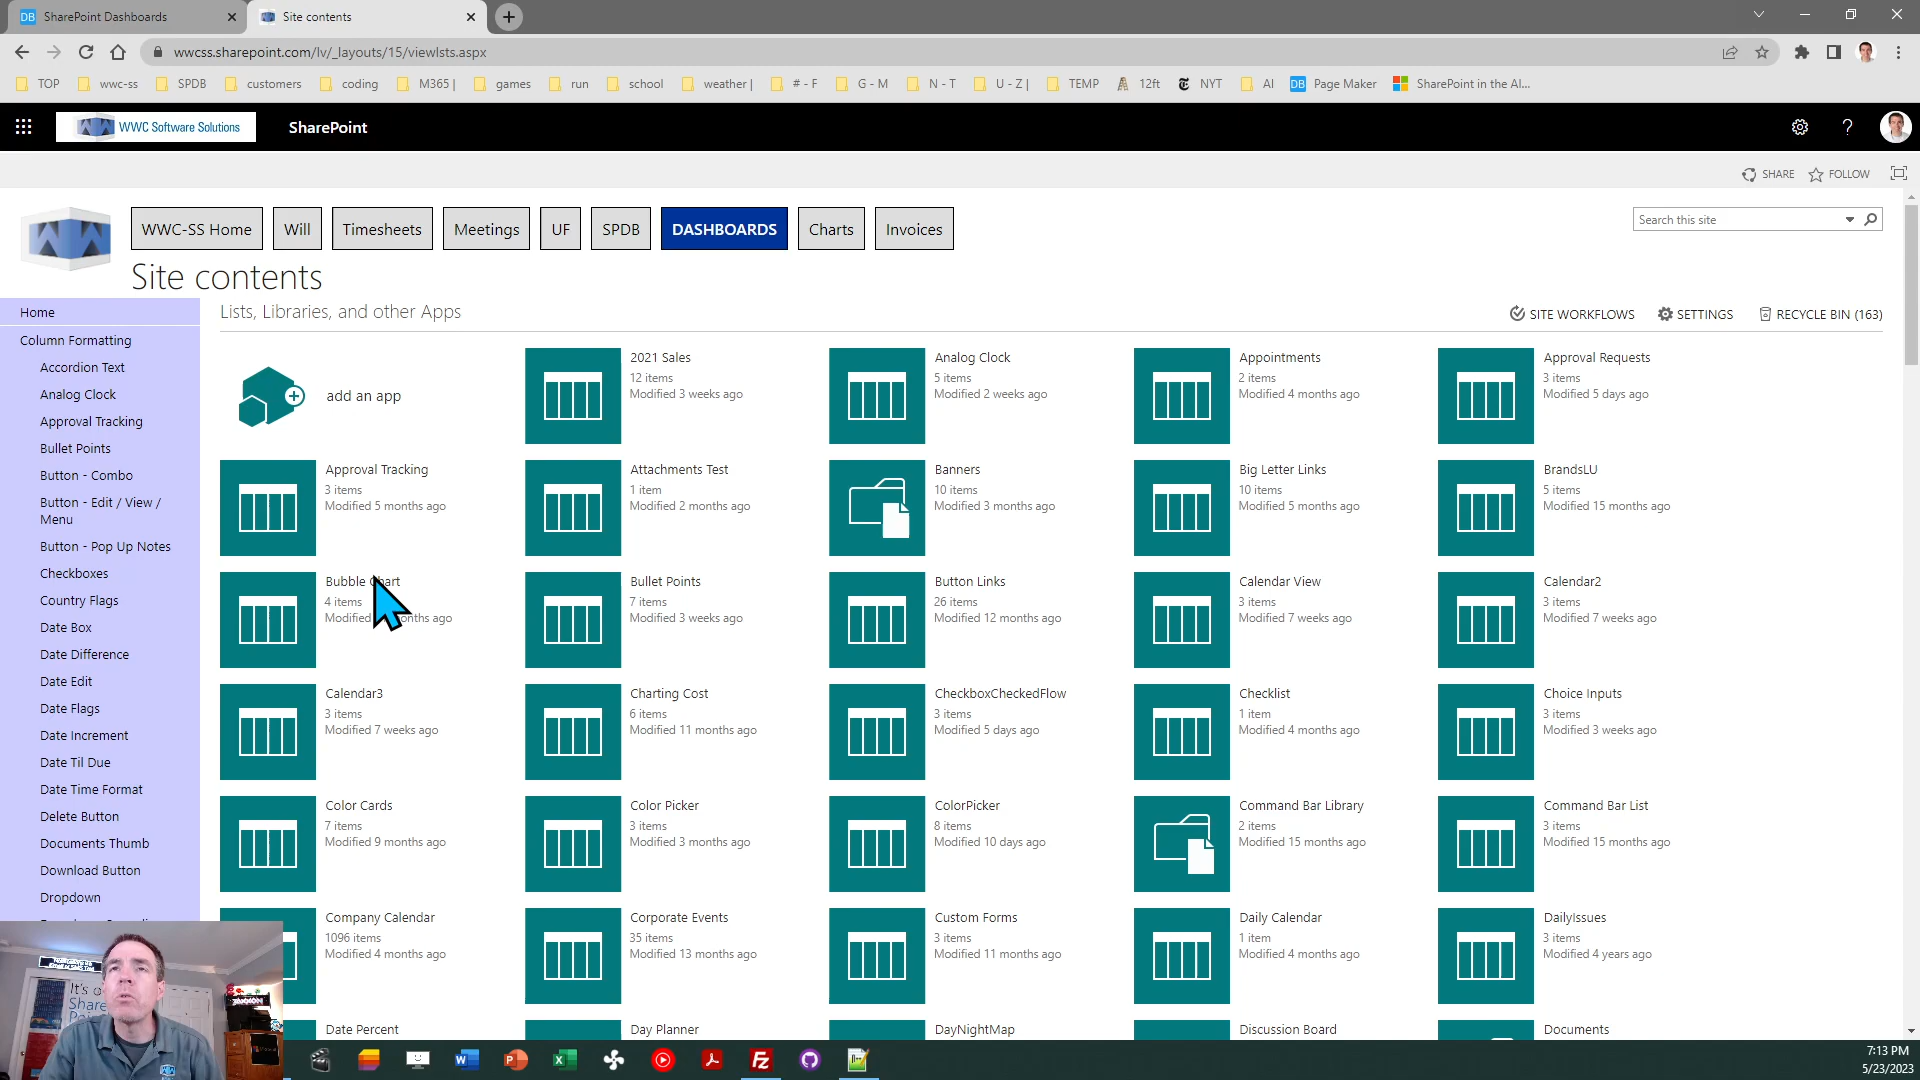 DB SharePoint Dashboards
Site contents
wwcss.sharepoint.com/lv/_layouts/15/viewlsts.aspx
TOP wwc-ss SPDB customers coding M365 | games run school weather | # - F G - M N - T U - Z | TEMP 12ft NYT AI DB Page Maker SharePoint in the AI...
WWC Software Solutions SharePoint ?
SHARE FOLLOW
WWC-SS Home Will Timesheets Meetings UF SPDB DASHBOARDS Charts Invoices
Search this site
Site contents
Lists, Libraries, and other Apps
SITE WORKFLOWS SETTINGS RECYCLE BIN (163)
Home
Column Formatting
Accordion Text
Analog Clock
Approval Tracking
Bullet Points
Button - Combo
Button - Edit / View /
Menu
Button - Pop Up Notes
Checkboxes
Country Flags
Date Box
Date Difference
Date Edit
Date Flags
Date Increment
Date Til Due
Date Time Format
Delete Button
Documents Thumb
Download Button
Dropdown
add an app
2021 Sales
12 items
Modified 3 weeks ago
Analog Clock
5 items
Modified 2 weeks ago
Appointments
2 items
Modified 4 months ago
Approval Requests
3 items
Modified 5 days ago
Approval Tracking
3 items
Modified 5 months ago
Attachments Test
1 item
Modified 2 months ago
Banners
10 items
Modified 3 months ago
Big Letter Links
10 items
Modified 5 months ago
BrandsLU
5 items
Modified 15 months ago
Bubble Chart
4 items
Modified months ago
Bullet Points
7 items
Modified 3 weeks ago
Button Links
26 items
Modified 12 months ago
Calendar View
3 items
Modified 7 weeks ago
Calendar2
3 items
Modified 7 weeks ago
Calendar3
3 items
Modified 7 weeks ago
Charting Cost
6 items
Modified 11 months ago
CheckboxCheckedFlow
3 items
Modified 5 days ago
Checklist
1 item
Modified 4 months ago
Choice Inputs
3 items
Modified 3 weeks ago
Color Cards
7 items
Modified 9 months ago
Color Picker
3 items
Modified 3 months ago
ColorPicker
8 items
Modified 10 days ago
Command Bar Library
2 items
Modified 15 months ago
Command Bar List
3 items
Modified 15 months ago
Company Calendar
1096 items
Modified 4 months ago
Corporate Events
35 items
Modified 13 months ago
Custom Forms
3 items
Modified 11 months ago
Daily Calendar
1 item
Modified 4 months ago
DailyIssues
3 items
Modified 4 years ago
Date Percent
Day Planner
DayNightMap
Discussion Board
Documents
It's
Share
7:13 PM
5/23/2023